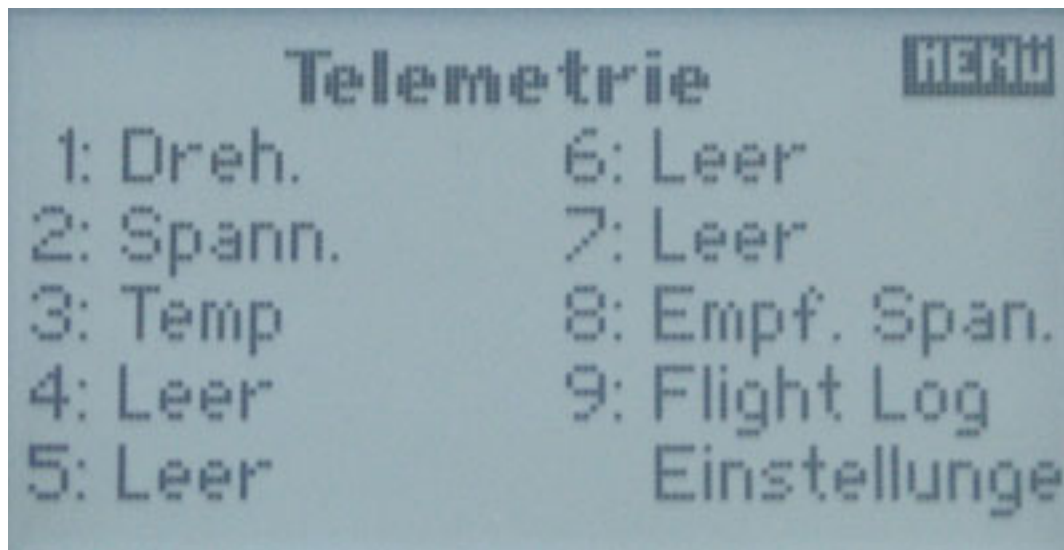 Telemetrie
MENÜ
1: Dreh.
2: Spann.
3: Temp
4: Leer
5: Leer
6: Leer
7: Leer
8: Empf. Span.
9: Flight Log
Einstellunge